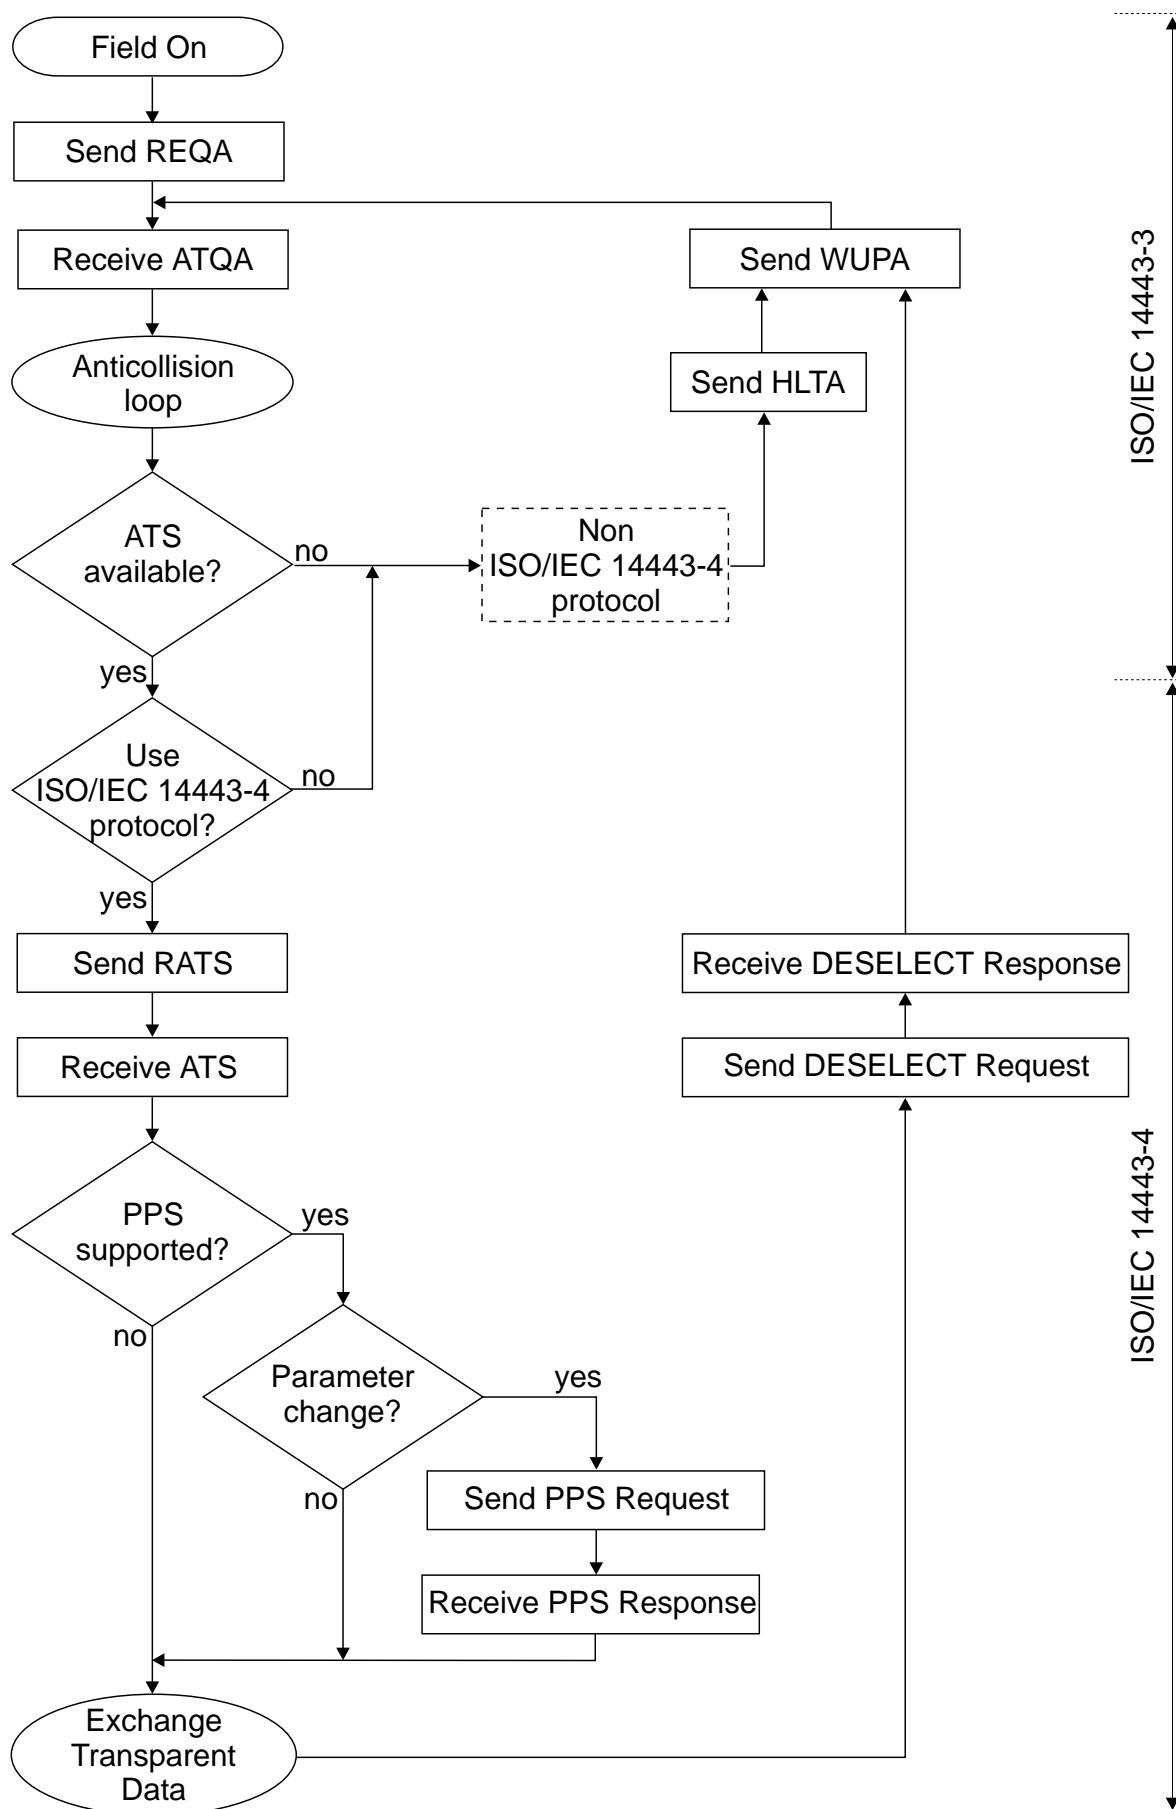 Field On
Send REQA
Receive ATQA
Send WUPA
Anticollision
loop
Send HLTA
ISO/IEC 14443-3
ATS
available?
no
Non
ISO/IEC 14443-4
protocol
yes
Use
ISO/IEC 14443-4
protocol?
no
yes
Send RATS
Receive DESELECT Response
Receive ATS
Send DESELECT Request
ISO/IEC 14443-4
PPS
supported?
yes
no
Parameter
change?
yes
no
Send PPS Request
Receive PPS Response
Exchange
Transparent
Data